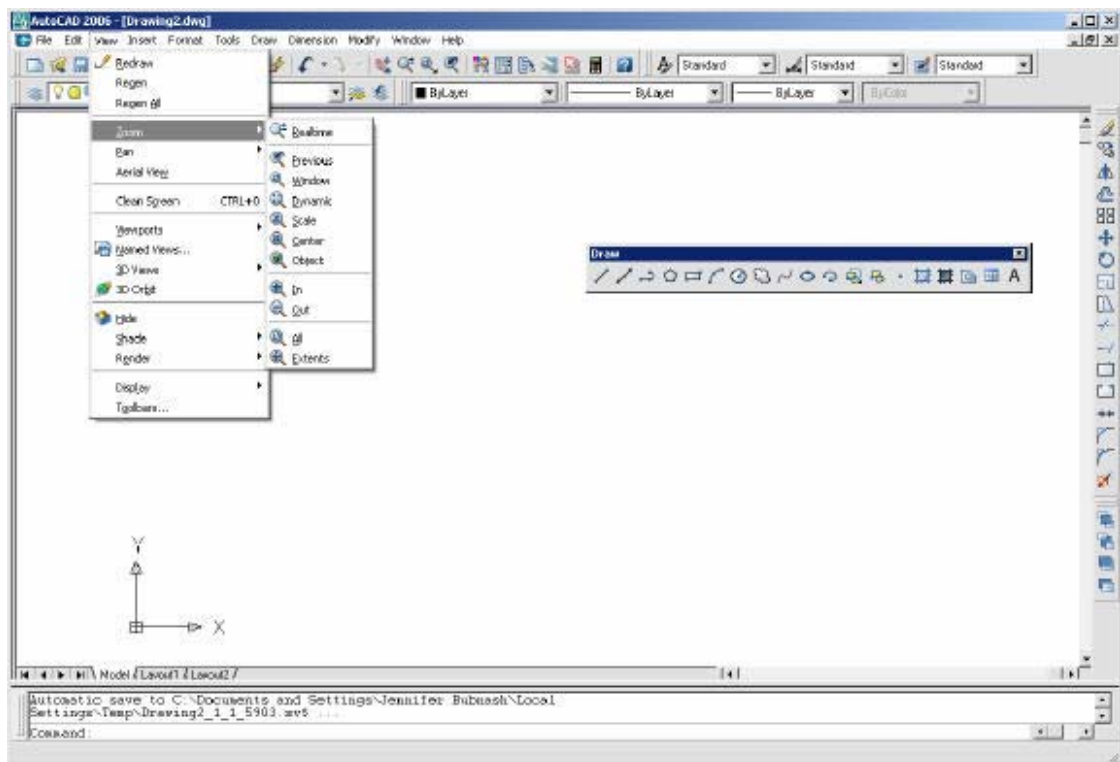 AutoCAD 2006 - [Drawing2.dwg]
File Edit View Insert Format Tools Draw Dimension Modify Window Help
Standard Standard Standard
ByLayer ByLayer ByLayer ByColor
Redraw
Regen
Regen All
Zoom
Pan
Aerial View
Clean Screen CTRL+0
Viewports
Named Views...
3D Views
3D Orbit
Hide
Shade
Render
Display
Toolbars...
Realtime
Previous
Window
Dynamic
Scale
Center
Object
In
Out
All
Extents
Draw
A
Y
X
Model Layout1 Layout2
Automatic save to C:\Documents and Settings\Jennifer Bubnash\Local
Settings\Temp\Drawing2_1_1_5903.sv$ ...
Command: